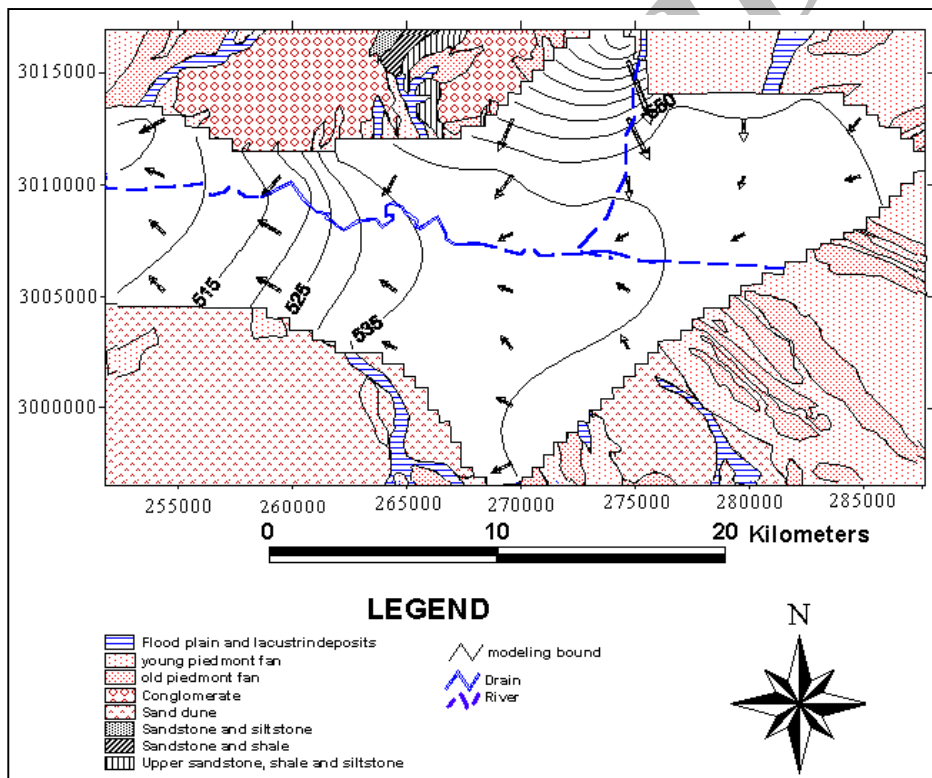 3015000
3010000
3005000
3000000
550
515
525
535
255000 260000 265000 270000 275000 280000 285000
0 10 20 Kilometers
LEGEND
Flood plain and lacustrindeposits
young piedmont fan
old piedmont fan
Conglomerate
Sand dune
Sandstone and siltstone
Sandstone and shale
Upper sandstone, shale and siltstone
modeling bound
Drain
River
N